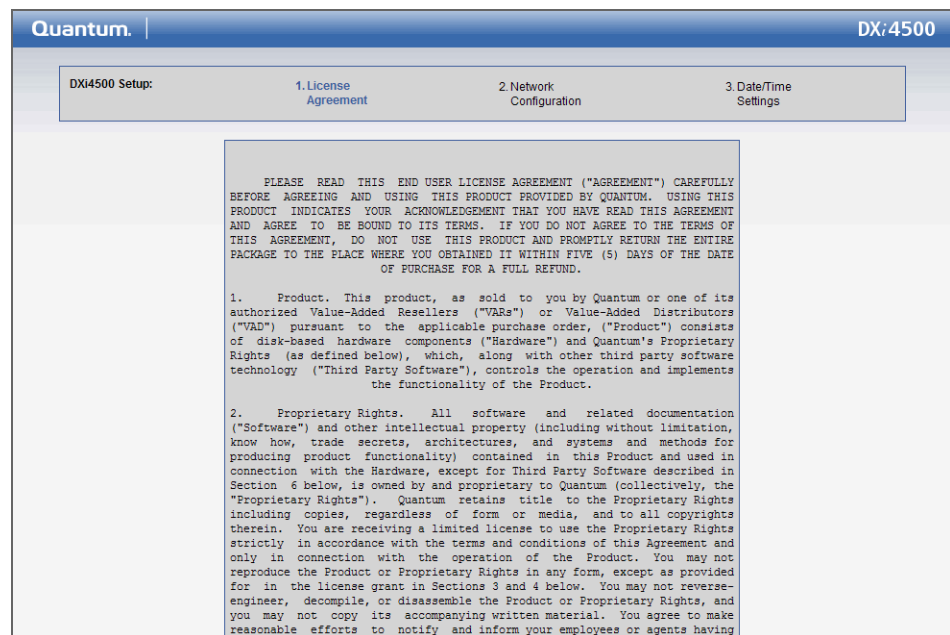 Quantum.
DXi4500
DXi4500 Setup:
1. License
Agreement
2. Network
Configuration
3. Date/Time
Settings
PLEASE READ THIS END USER LICENSE AGREEMENT ("AGREEMENT") CAREFULLY
BEFORE AGREEING AND USING THIS PRODUCT PROVIDED BY QUANTUM. USING THIS
PRODUCT INDICATES YOUR ACKNOWLEDGEMENT THAT YOU HAVE READ THIS AGREEMENT
AND AGREE TO BE BOUND TO ITS TERMS. IF YOU DO NOT AGREE TO THE TERMS OF
THIS AGREEMENT, DO NOT USE THIS PRODUCT AND PROMPTLY RETURN THE ENTIRE
PACKAGE TO THE PLACE WHERE YOU OBTAINED IT WITHIN FIVE (5) DAYS OF THE DATE
OF PURCHASE FOR A FULL REFUND.
1. Product. This product, as sold to you by Quantum or one of its
authorized Value-Added Resellers ("VARs") or Value-Added Distributors
("VAD") pursuant to the applicable purchase order, ("Product") consists
of disk-based hardware components ("Hardware") and Quantum's Proprietary
Rights (as defined below), which, along with other third party software
technology ("Third Party Software"), controls the operation and implements
the functionality of the Product.
2. Proprietary Rights. All software and related documentation
("Software") and other intellectual property (including without limitation,
know how, trade secrets, architectures, and systems and methods for
producing product functionality) contained in this Product and used in
connection with the Hardware, except for Third Party Software described in
Section 6 below, is owned by and proprietary to Quantum (collectively, the
"Proprietary Rights"). Quantum retains title to the Proprietary Rights
including copies, regardless of form or media, and to all copyrights
therein. You are receiving a limited license to use the Proprietary Rights
strictly in accordance with the terms and conditions of this Agreement and
only in connection with the operation of the Product. You may not
reproduce the Product or Proprietary Rights in any form, except as provided
for in the license grant in Sections 3 and 4 below. You may not reverse-
engineer, decompile, or disassemble the Product or Proprietary Rights, and
you may not copy its accompanying written material. You agree to make
reasonable efforts to notify and inform your employees or agents having